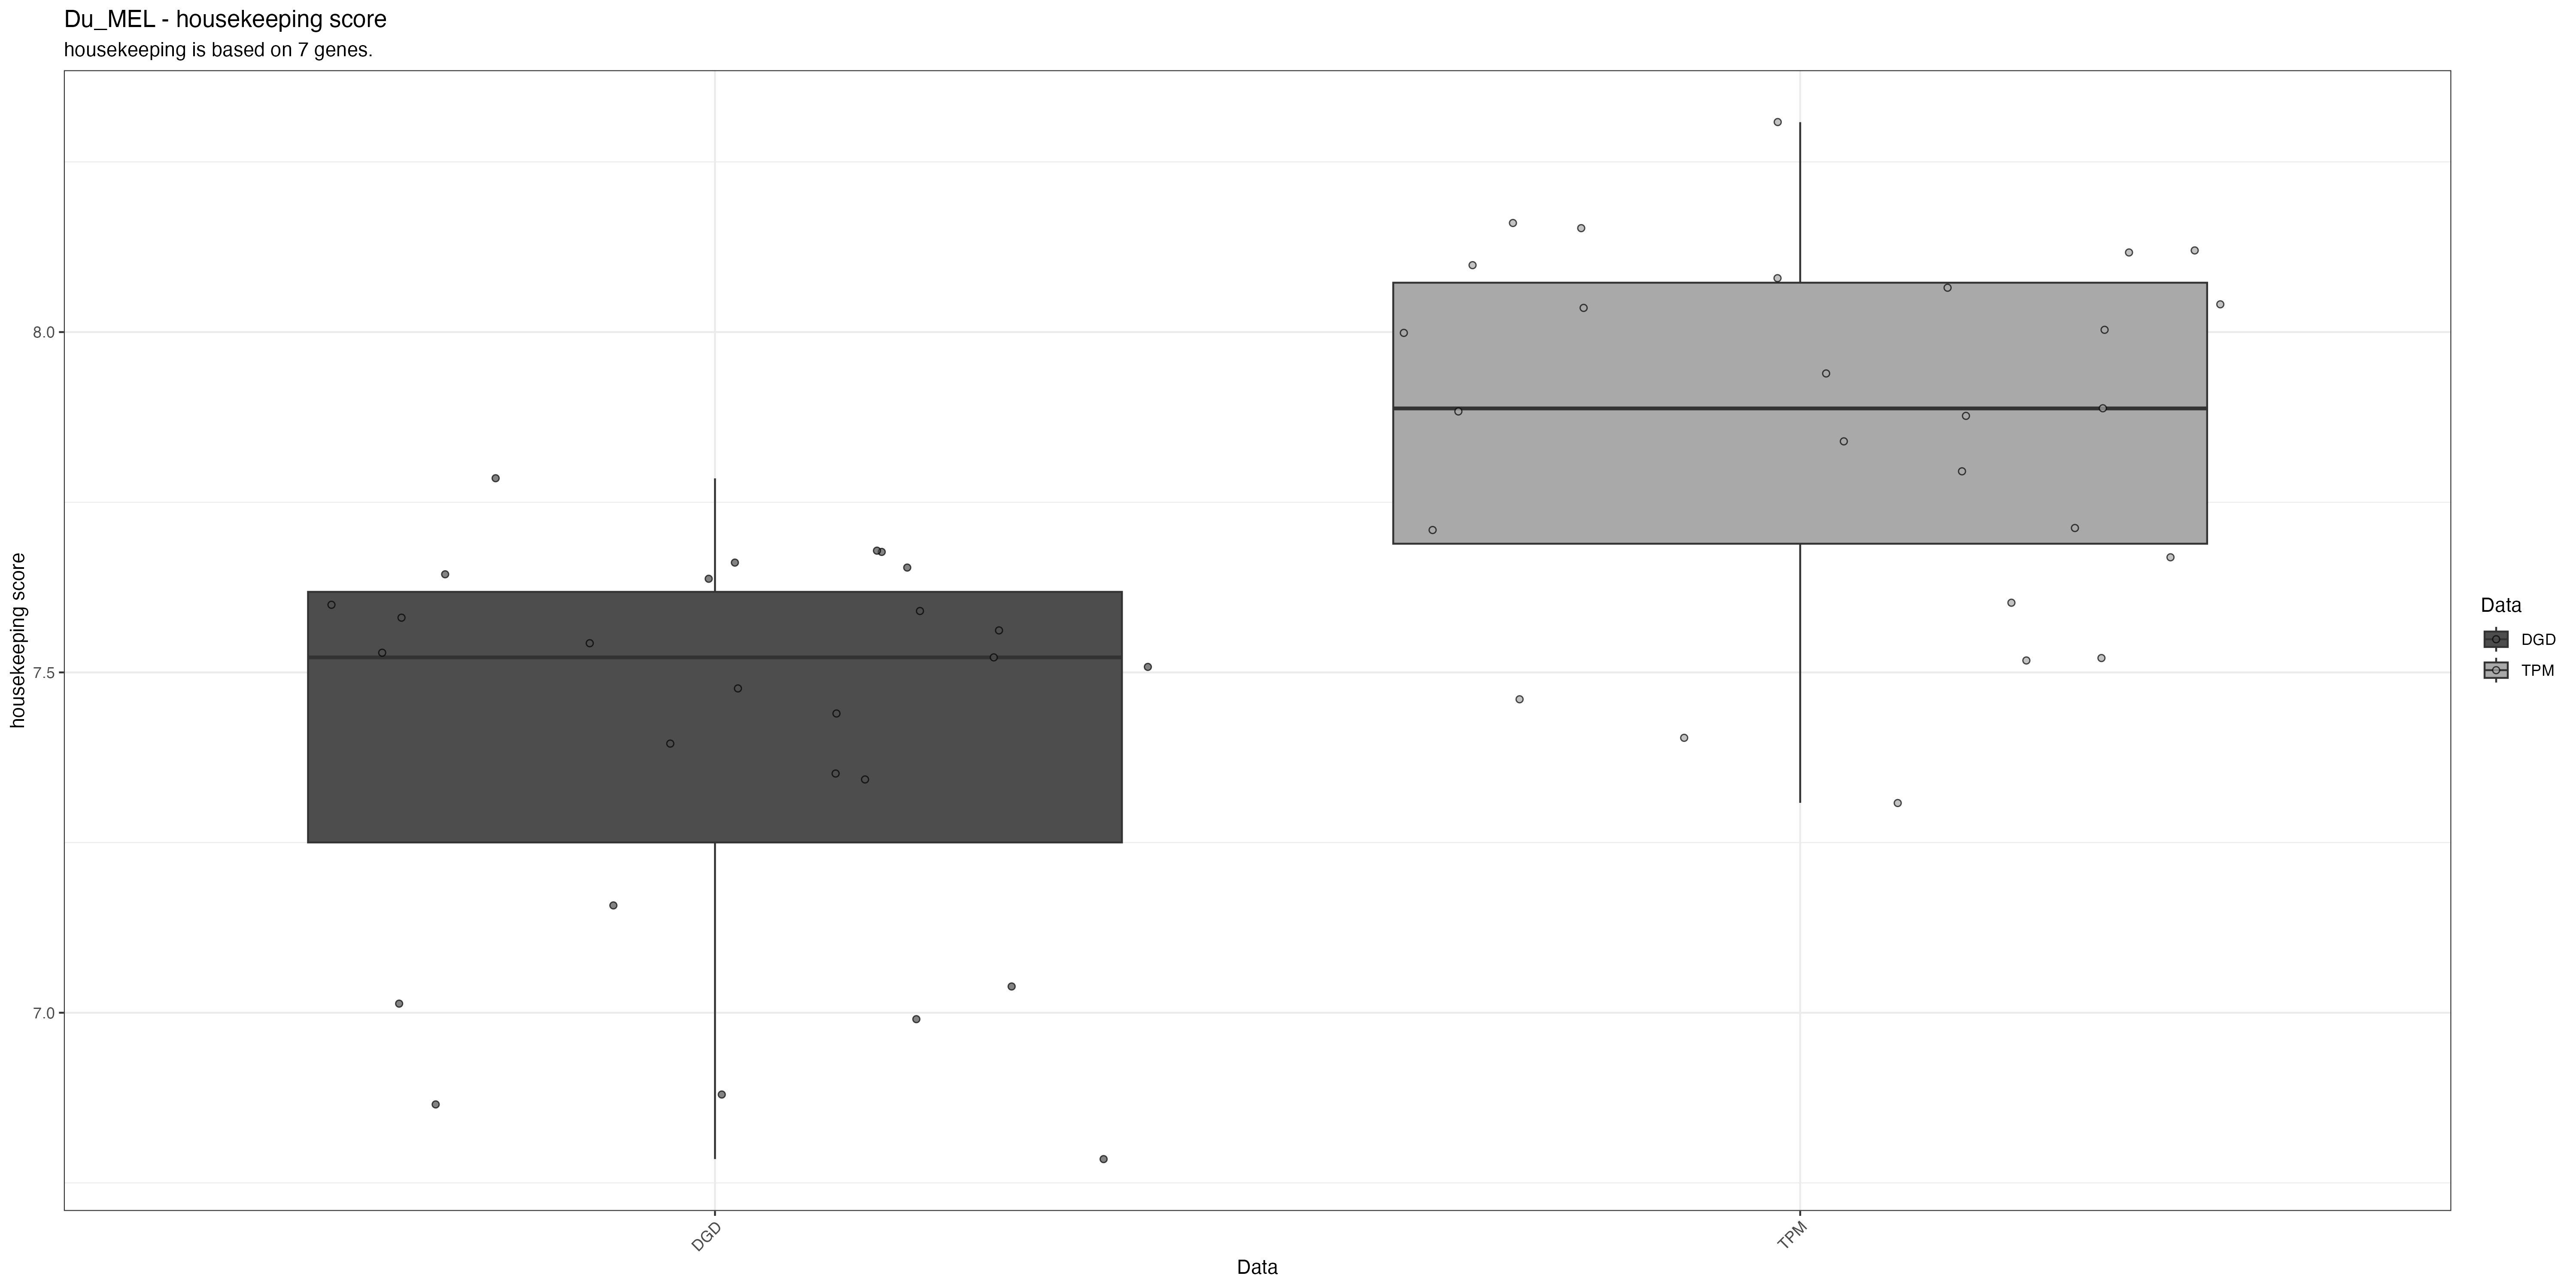 Du_MEL - housekeeping score
housekeeping is based on 7 genes.
housekeeping score
8.0
7.5
7.0
DGD
TPM
Data
Data
DGD
TPM